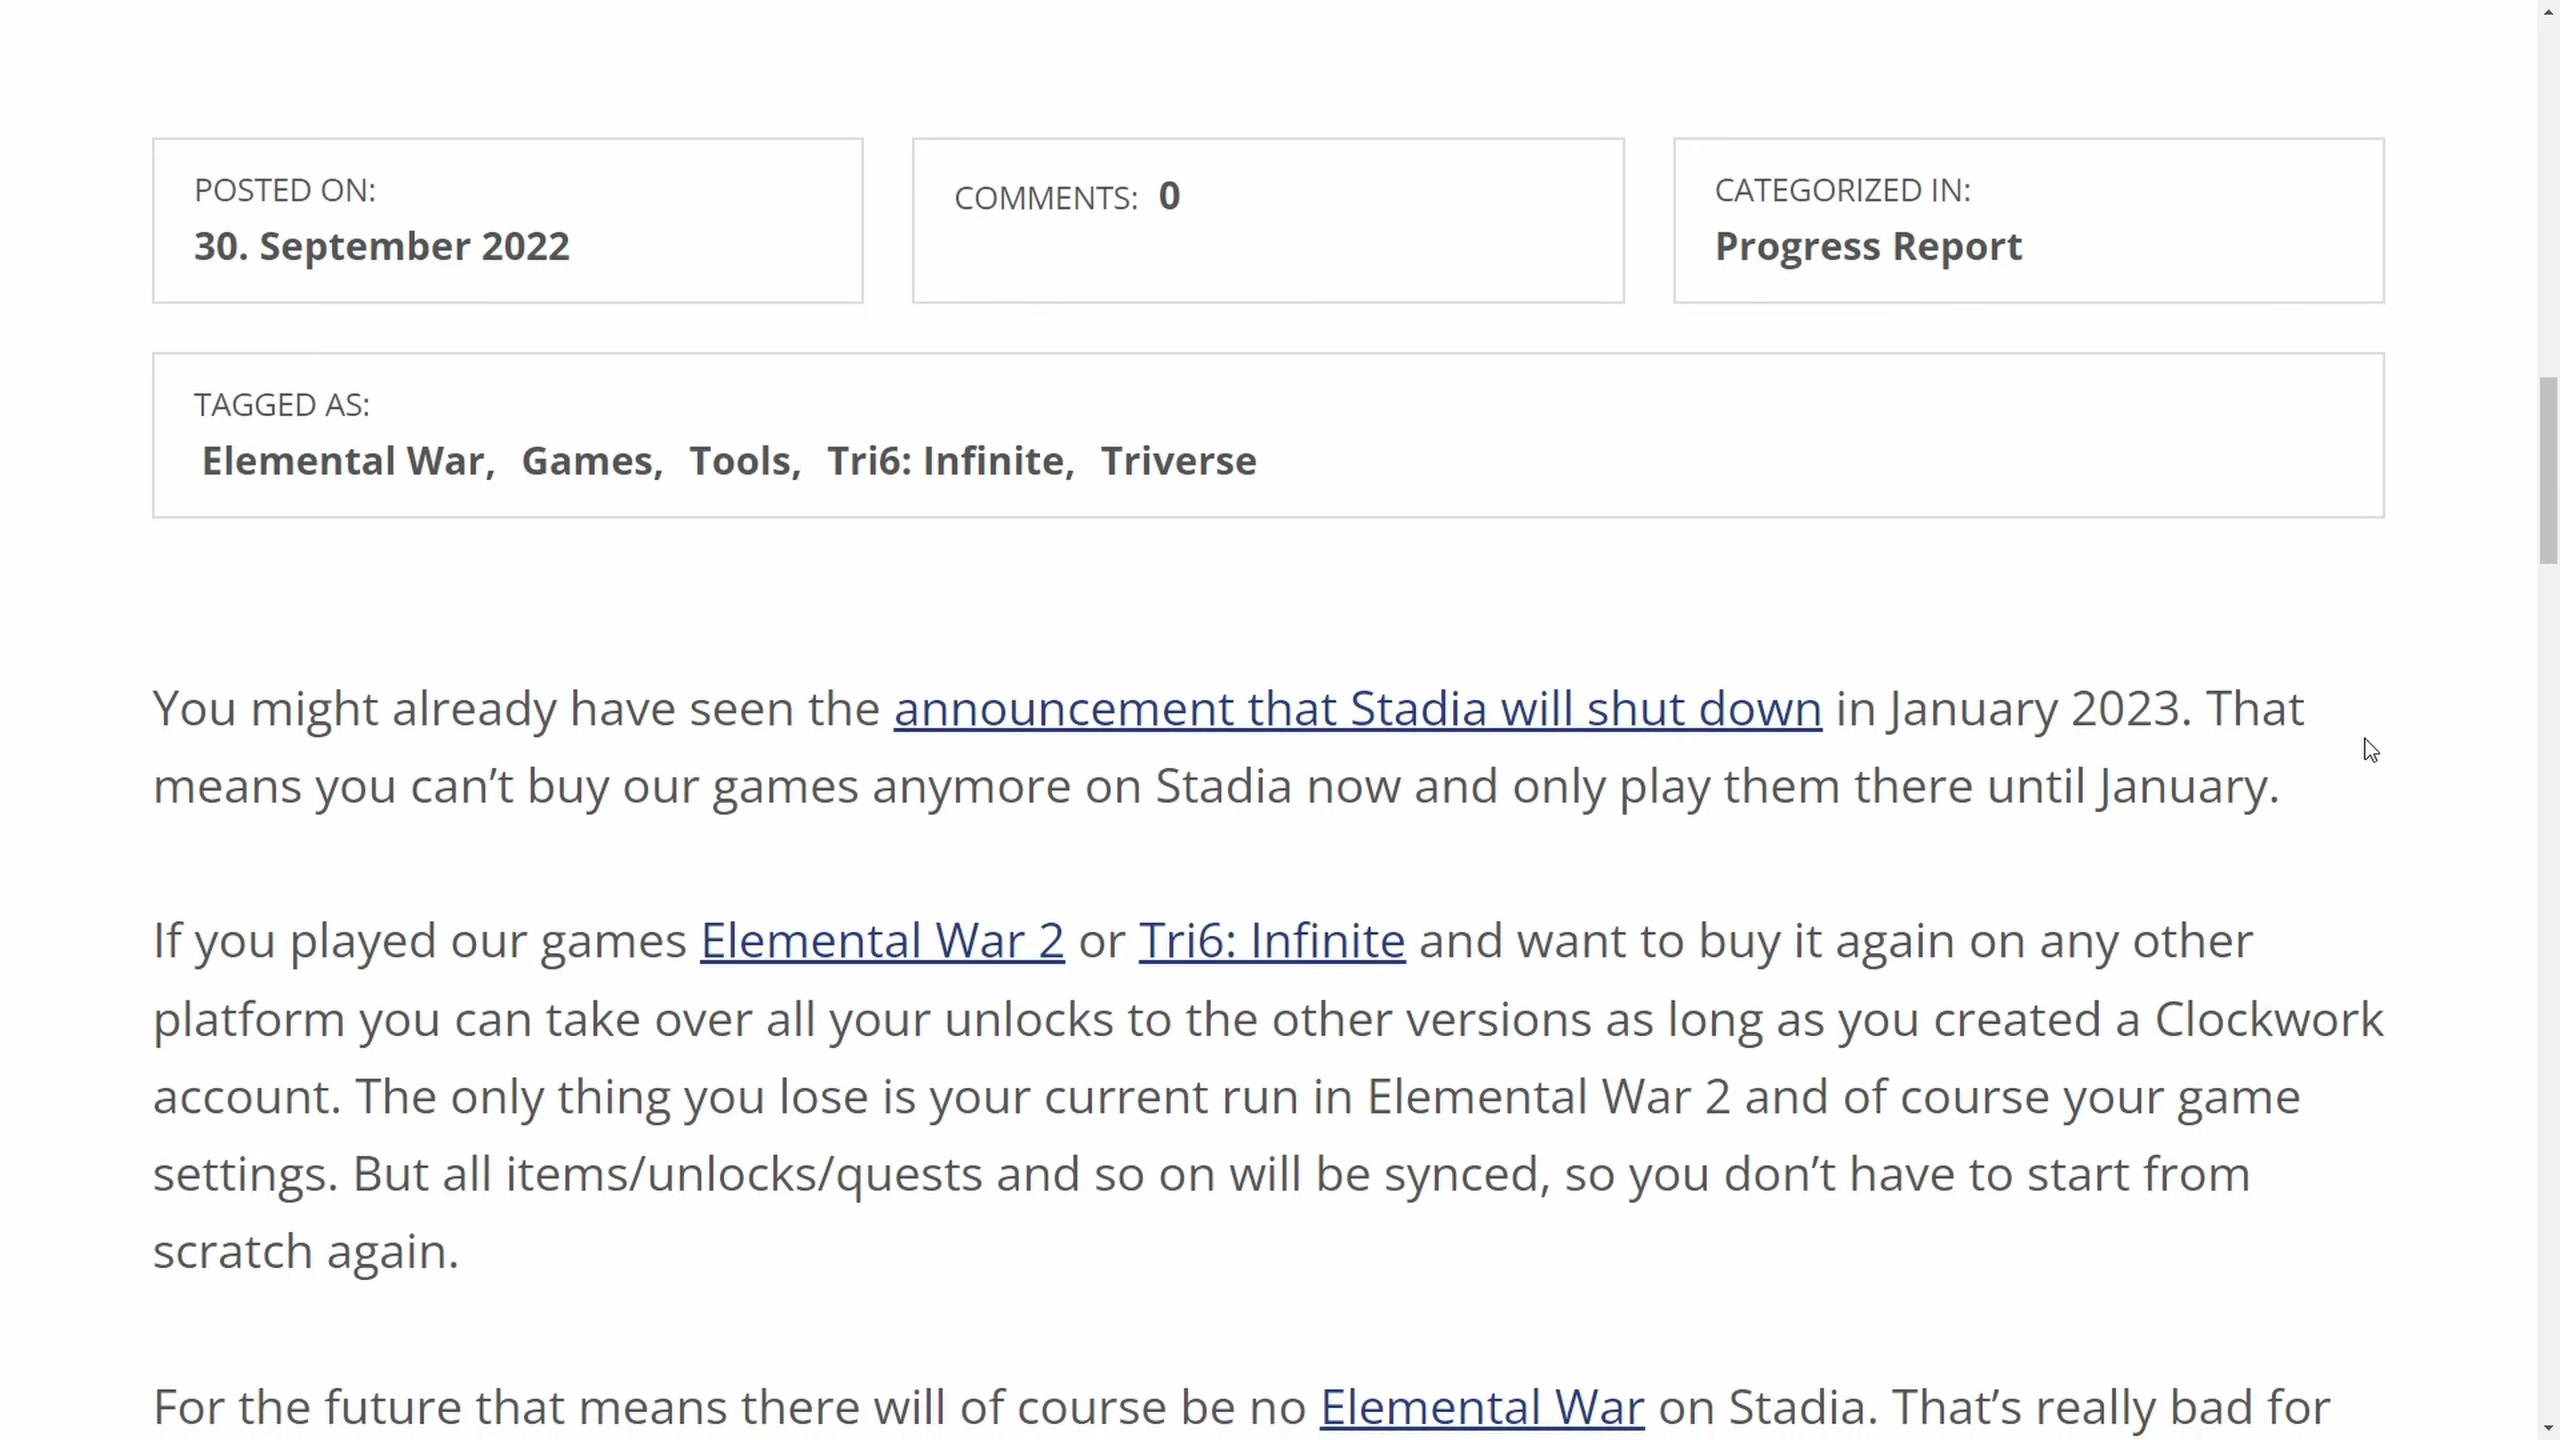 POSTED ON:
30. September 2022
COMMENTS: 0
CATEGORIZED IN:
Progress Report
TAGGED AS:
Elemental War, Games, Tools, Tri6: Infinite, Triverse
You might already have seen the announcement that Stadia will shut down in January 2023. That
means you can’t buy our games anymore on Stadia now and only play them there until January.
If you played our games Elemental War 2 or Tri6: Infinite and want to buy it again on any other
platform you can take over all your unlocks to the other versions as long as you created a Clockwork
account. The only thing you lose is your current run in Elemental War 2 and of course your game
settings. But all items/unlocks/quests and so on will be synced, so you don’t have to start from
scratch again.
For the future that means there will of course be no Elemental War on Stadia. That’s really bad for